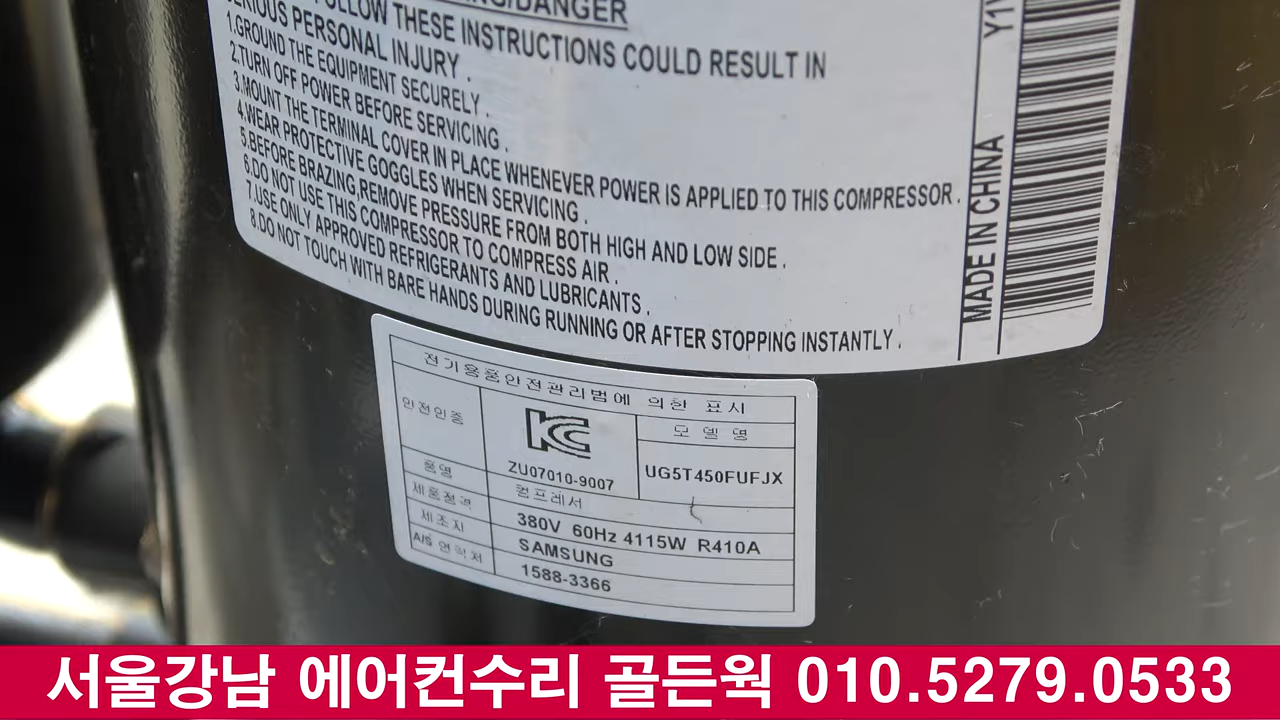 NG/DANGER
FOLLOW THESE INSTRUCTIONS COULD RESULT IN
SERIOUS PERSONAL INJURY .
1.GROUND THE EQUIPMENT SECURELY .
2.TURN OFF POWER BEFORE SERVICING .
3.MOUNT THE TERMINAL COVER IN PLACE WHENEVER POWER IS APPLIED TO THIS COMPRESSOR .
4.WEAR PROTECTIVE GOGGLES WHEN SERVICING .
5.BEFORE BRAZING,REMOVE PRESSURE FROM BOTH HIGH AND LOW SIDE .
6.DO NOT USE THIS COMPRESSOR TO COMPRESS AIR .
7.USE ONLY APPROVED REFRIGERANTS AND LUBRICANTS .
8.DO NOT TOUCH WITH BARE HANDS DURING RUNNING OR AFTER STOPPING INSTANTLY .
MADE IN CHINA
전기용품안전관리법에 의한 표시
안전인증
KC
ZU07010-9007
모델명
UG5T450FUFJX
품명 컴프레서
제품정격 380V 60Hz 4115W R410A
제조자 SAMSUNG
A/S 연락처 1588-3366
서울강남 에어컨수리 골든웍 010.5279.0533